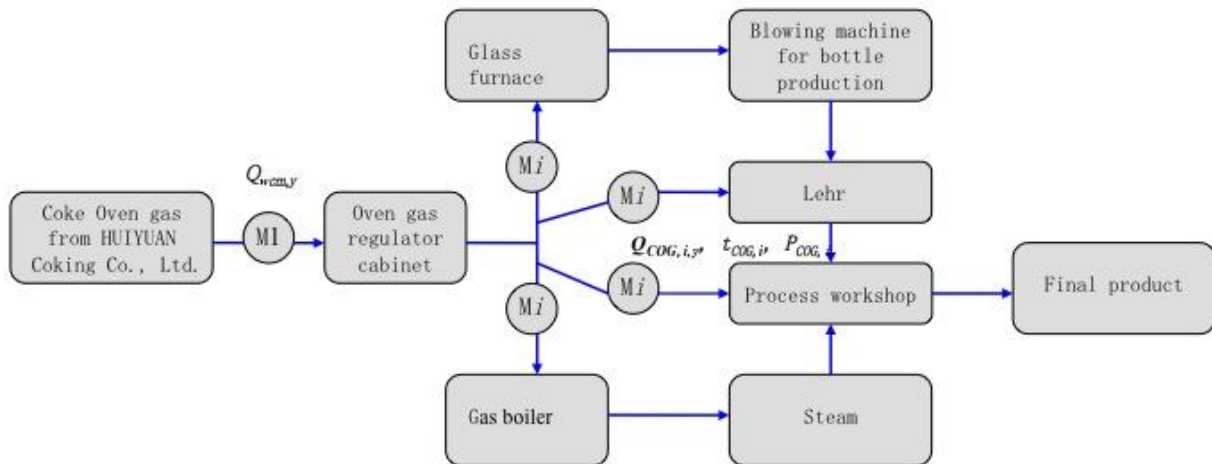 Glass
furnace
Blowing machine
for bottle
production
Mi
Q_wcm,y
Mi
Lehr
Coke Oven gas
from HUIYUAN
Coking Co., Ltd.
M1
Oven gas
regulator
cabinet
Q_COG,i,y, t_COG,i, P_COG,i
Mi
Process workshop
Final product
Mi
Gas boiler
Steam